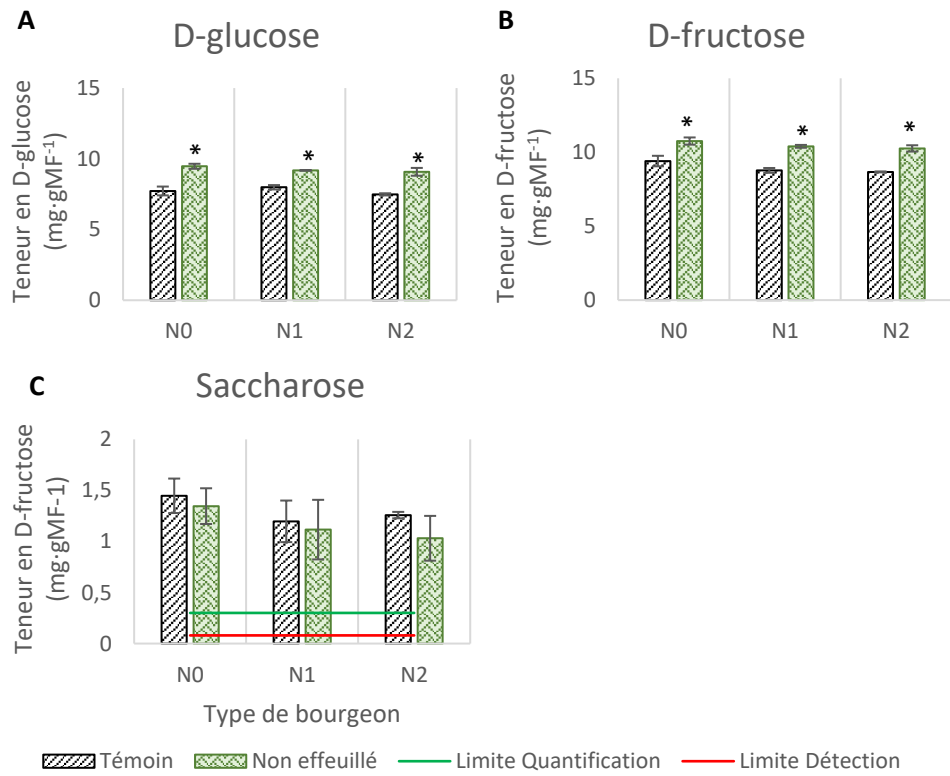 A
D-glucose
Teneur en D-glucose
(mg·gMF⁻¹)
15
10
5
0
*
*
*
N0
N1
N2
B
D-fructose
Teneur en D-fructose
(mg·gMF⁻¹)
15
10
5
0
*
*
*
N0
N1
N2
C
Saccharose
Teneur en D-fructose
(mg·gMF-1)
2
1,5
1
0,5
0
N0
N1
N2
Type de bourgeon
Témoin
Non effeuillé
Limite Quantification
Limite Détection